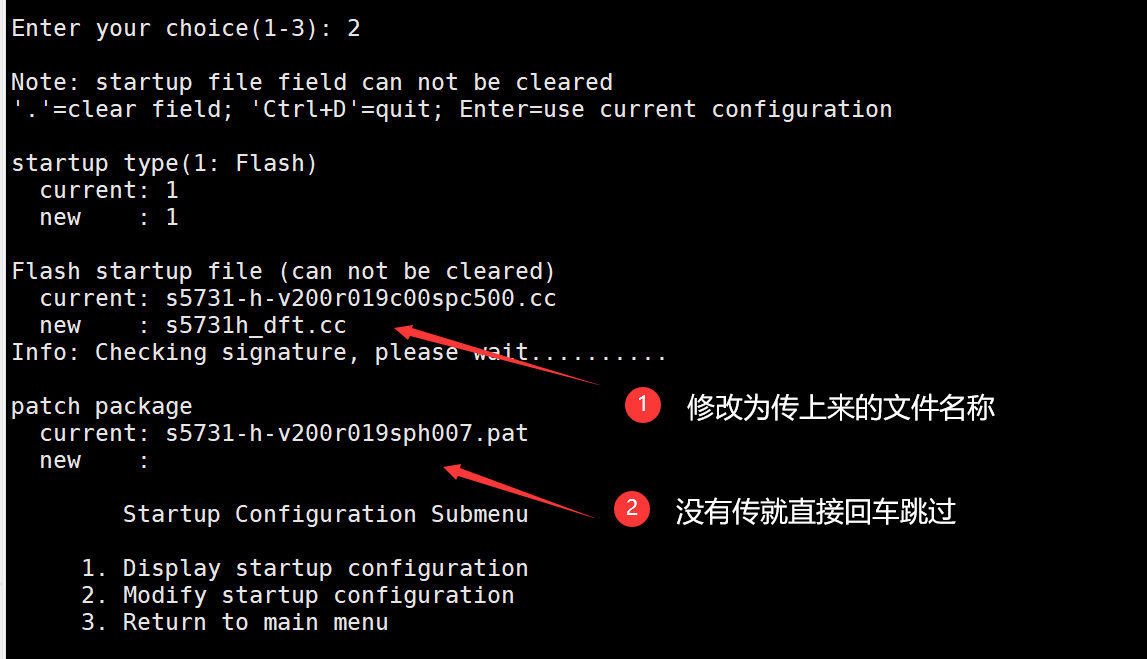 Enter your choice(1-3): 2
Note: startup file field can not be cleared
'.'=clear field; 'Ctrl+D'=quit; Enter=use current configuration
startup type(1: Flash)
current: 1
new    : 1
Flash startup file (can not be cleared)
current: s5731-h-v200r019c00spc500.cc
new    : s5731h_dft.cc
Info: Checking signature, please wait..........
1 修改为传上来的文件名称
patch package
current: s5731-h-v200r019sph007.pat
new    :
2 没有传就直接回车跳过
Startup Configuration Submenu
1. Display startup configuration
2. Modify startup configuration
3. Return to main menu